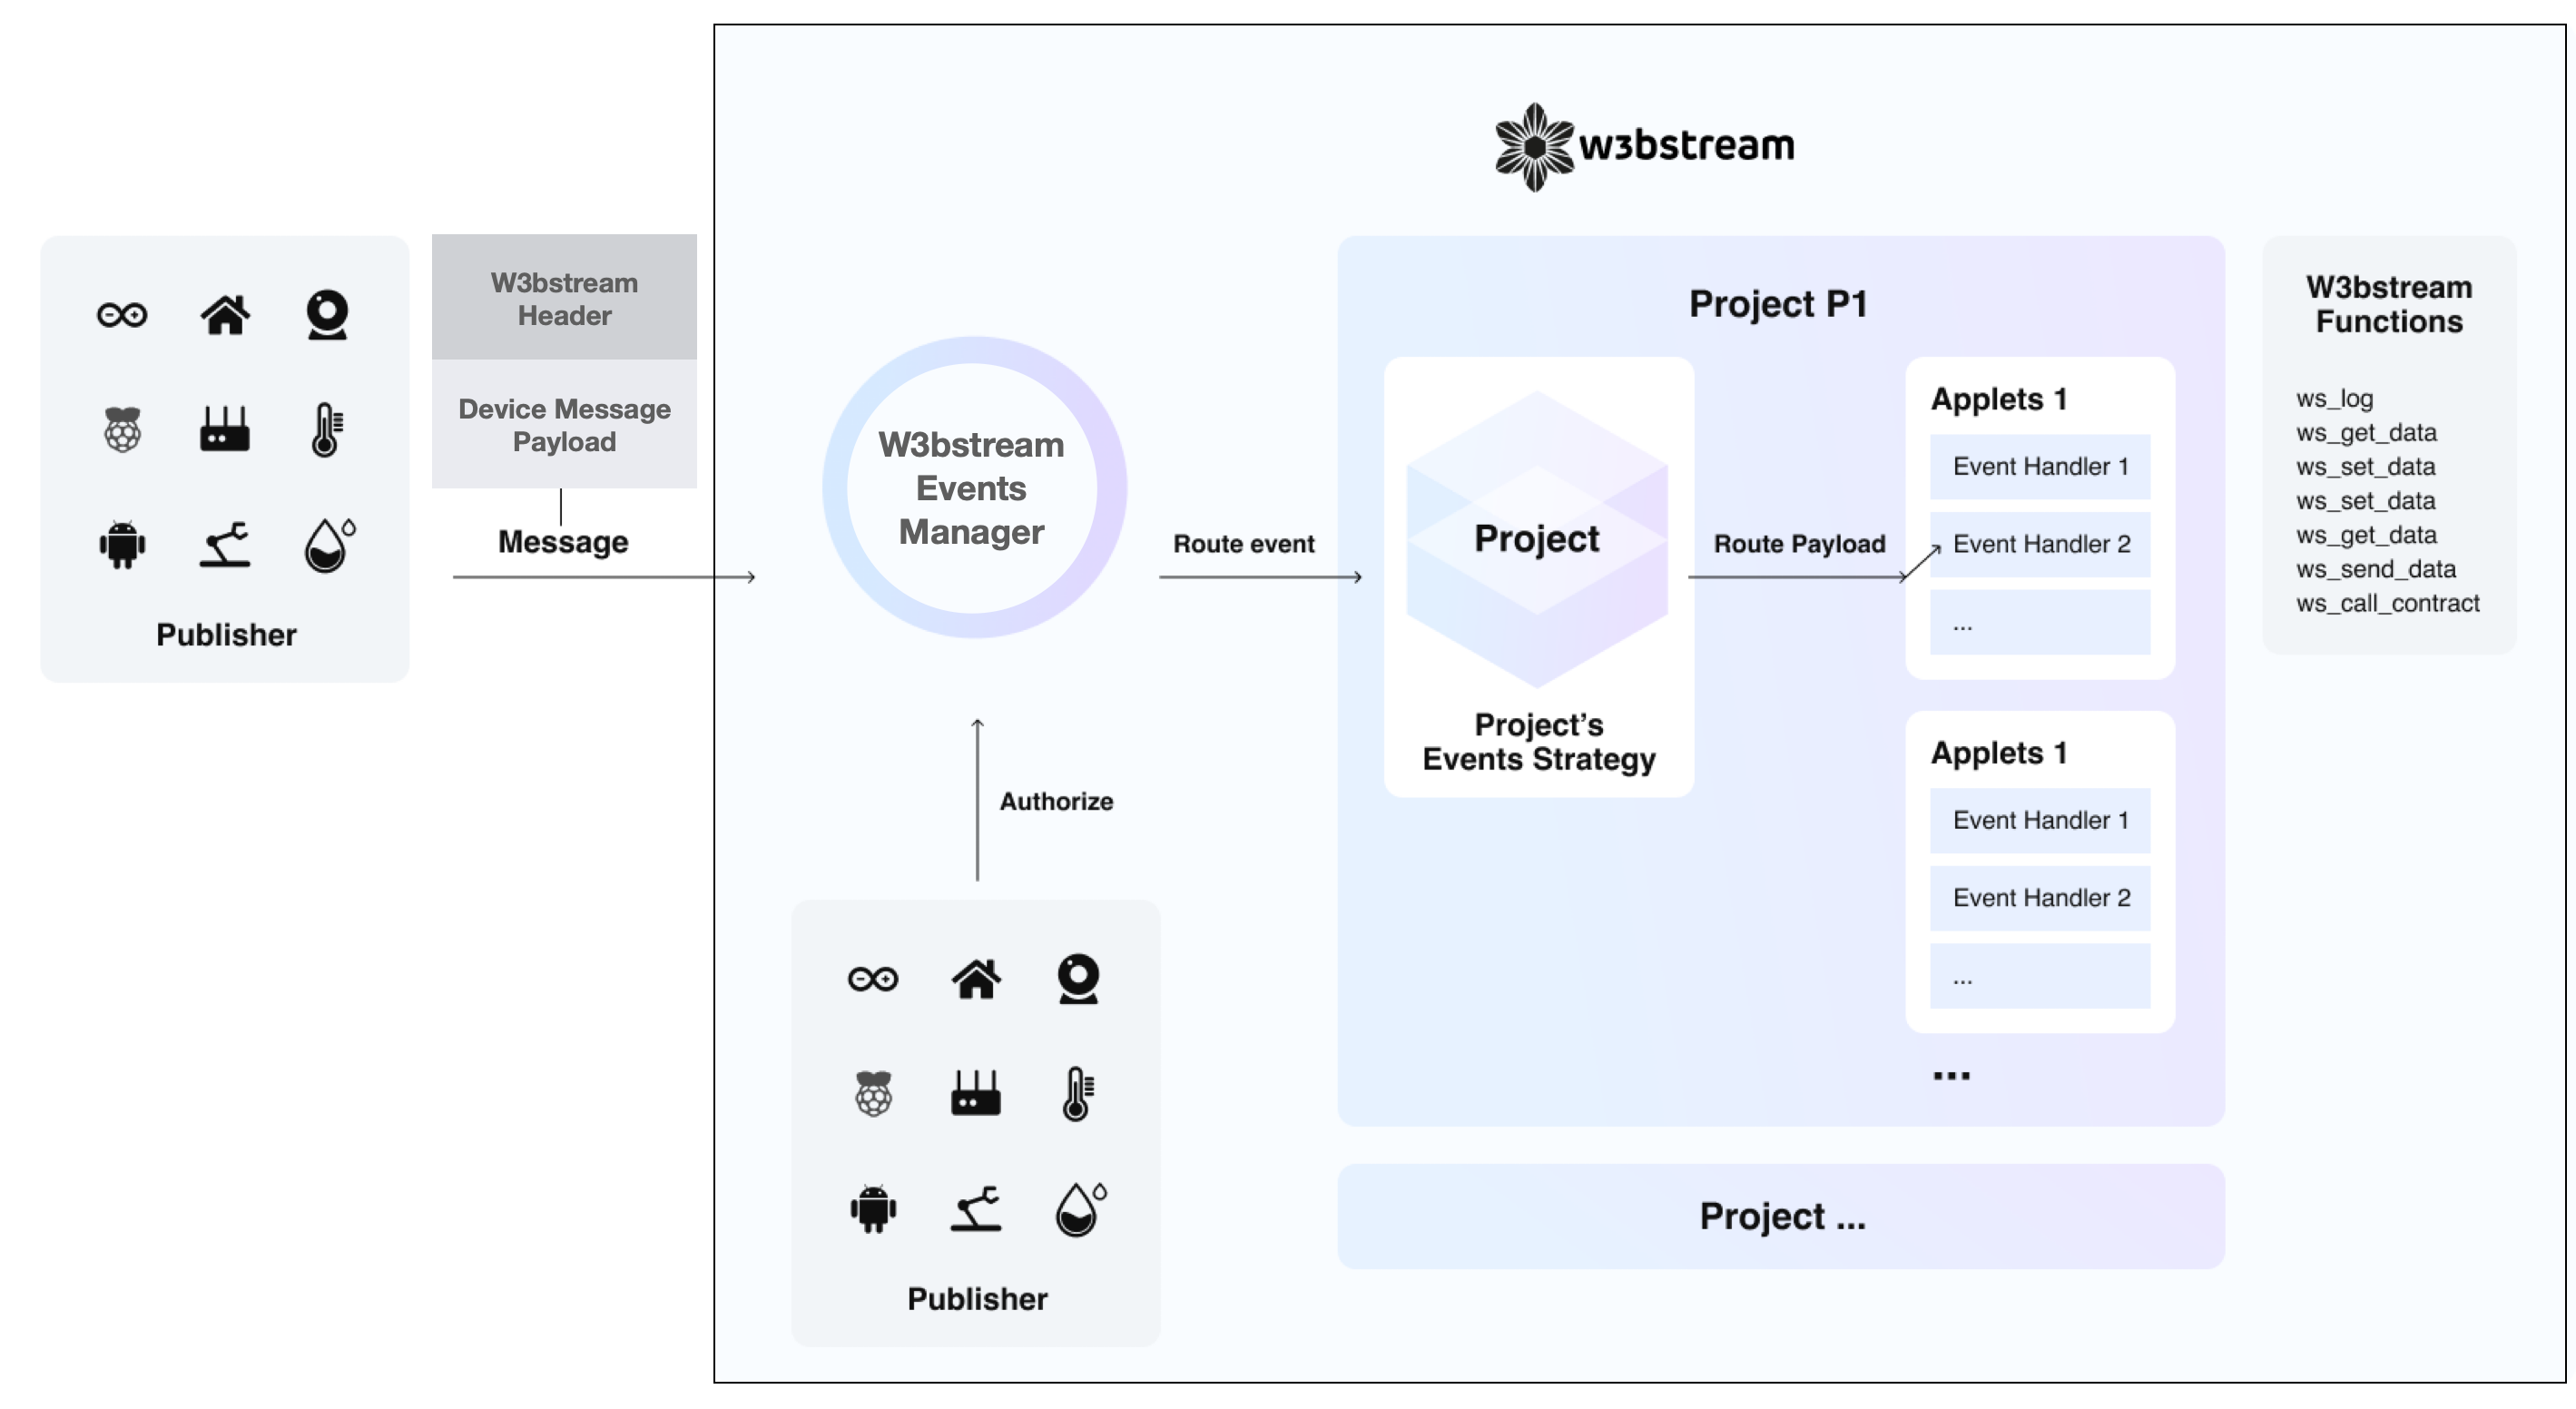 w3bstream
W3bstream
Header
Device Message
Payload
Message
Publisher
W3bstream
Events
Manager
Authorize
Publisher
Route event
Project P1
Project
Project’s
Events Strategy
Route Payload
Applets 1
Event Handler 1
Event Handler 2
...
Applets 1
Event Handler 1
Event Handler 2
...
...
Project ...
W3bstream
Functions
ws_log
ws_get_data
ws_set_data
ws_set_data
ws_get_data
ws_send_data
ws_call_contract